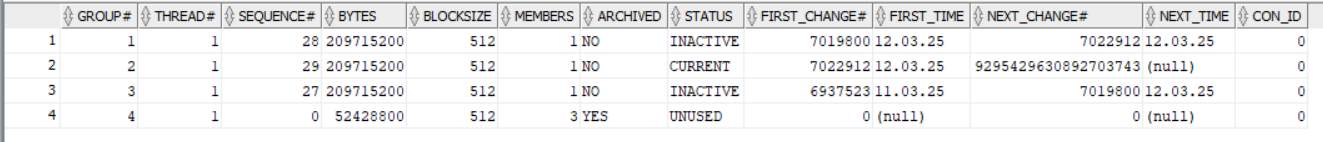 GROUP# THREAD# SEQUENCE# BYTES BLOCKSIZE MEMBERS ARCHIVED STATUS FIRST_CHANGE# FIRST_TIME NEXT_CHANGE# NEXT_TIME CON_ID
1 1 1 28 209715200 512 1 NO INACTIVE 7019800 12.03.25 7022912 12.03.25 0
2 2 1 29 209715200 512 1 NO CURRENT 7022912 12.03.25 9295429630892703743 (null) 0
3 3 1 27 209715200 512 1 NO INACTIVE 6937523 11.03.25 7019800 12.03.25 0
4 4 1 0 52428800 512 3 YES UNUSED 0 (null) 0 (null) 0